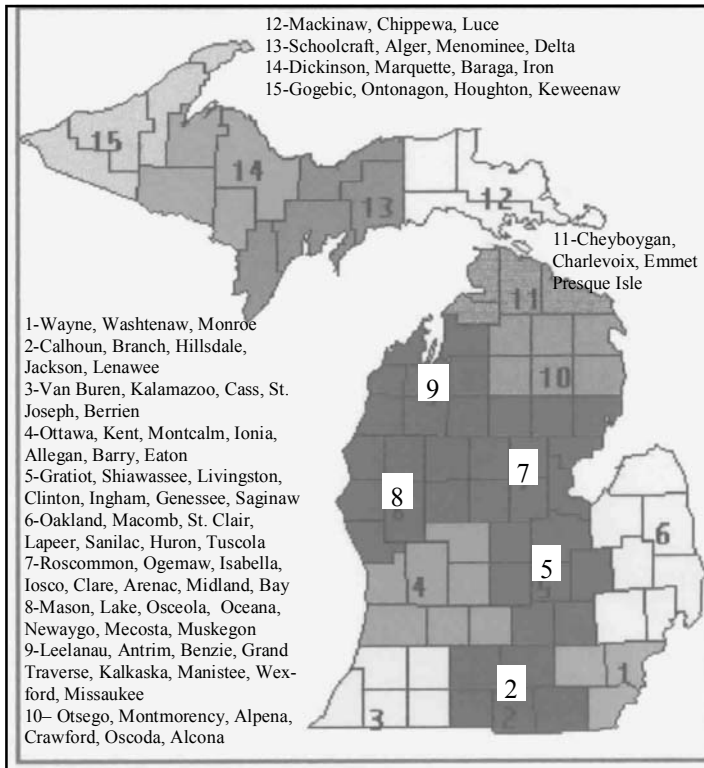 12-Mackinaw, Chippewa, Luce
13-Schoolcraft, Alger, Menominee, Delta
14-Dickinson, Marquette, Baraga, Iron
15-Gogebic, Ontonagon, Houghton, Keweenaw
15
14
13
12
11-Cheyboygan,
Charlevoix, Emmet
Presque Isle
11
10
9
7
8
6
5
4
1
2
2
3
1-Wayne, Washtenaw, Monroe
2-Calhoun, Branch, Hillsdale,
Jackson, Lenawee
3-Van Buren, Kalamazoo, Cass, St.
Joseph, Berrien
4-Ottawa, Kent, Montcalm, Ionia,
Allegan, Barry, Eaton
5-Gratiot, Shiawassee, Livingston,
Clinton, Ingham, Genessee, Saginaw
6-Oakland, Macomb, St. Clair,
Lapeer, Sanilac, Huron, Tuscola
7-Roscommon, Ogemaw, Isabella,
Iosco, Clare, Arenac, Midland, Bay
8-Mason, Lake, Osceola, Oceana,
Newaygo, Mecosta, Muskegon
9-Leelanau, Antrim, Benzie, Grand
Traverse, Kalkaska, Manistee, Wex-
ford, Missaukee
10– Otsego, Montmorency, Alpena,
Crawford, Oscoda, Alcona